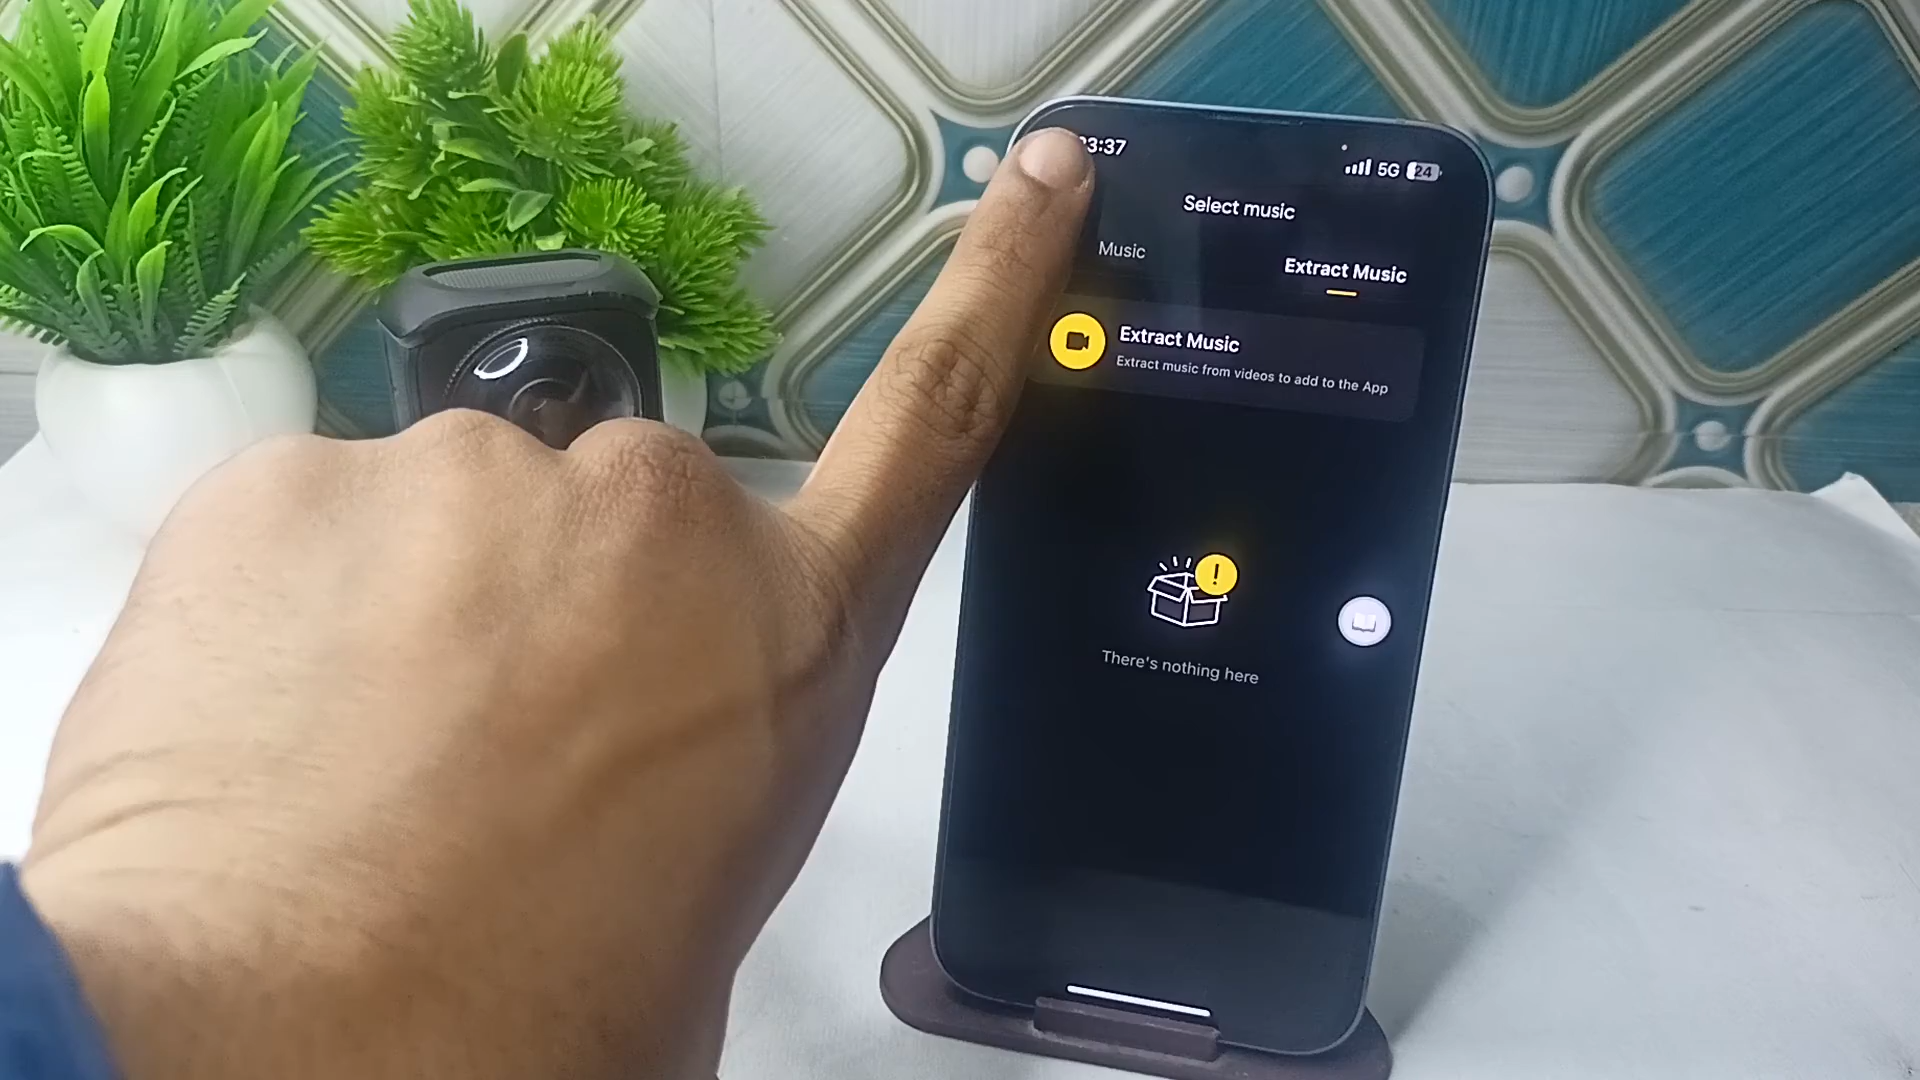 3:37
5G 24
Select music
Music
Extract Music
Extract Music
Extract music from videos to add to the App
!
There's nothing here